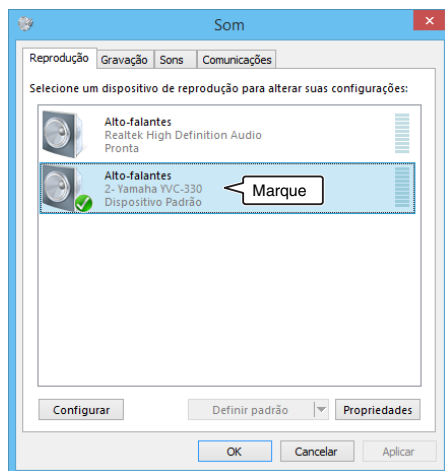 Som
Reprodução Gravação Sons Comunicações
Selecione um dispositivo de reprodução para alterar suas configurações:
Alto-falantes
Realtek High Definition Audio
Pronta
Alto-falantes
2- Yamaha YVC-330
Dispositivo Padrão
Marque
Configurar Definir padrão Propriedades
OK Cancelar Aplicar